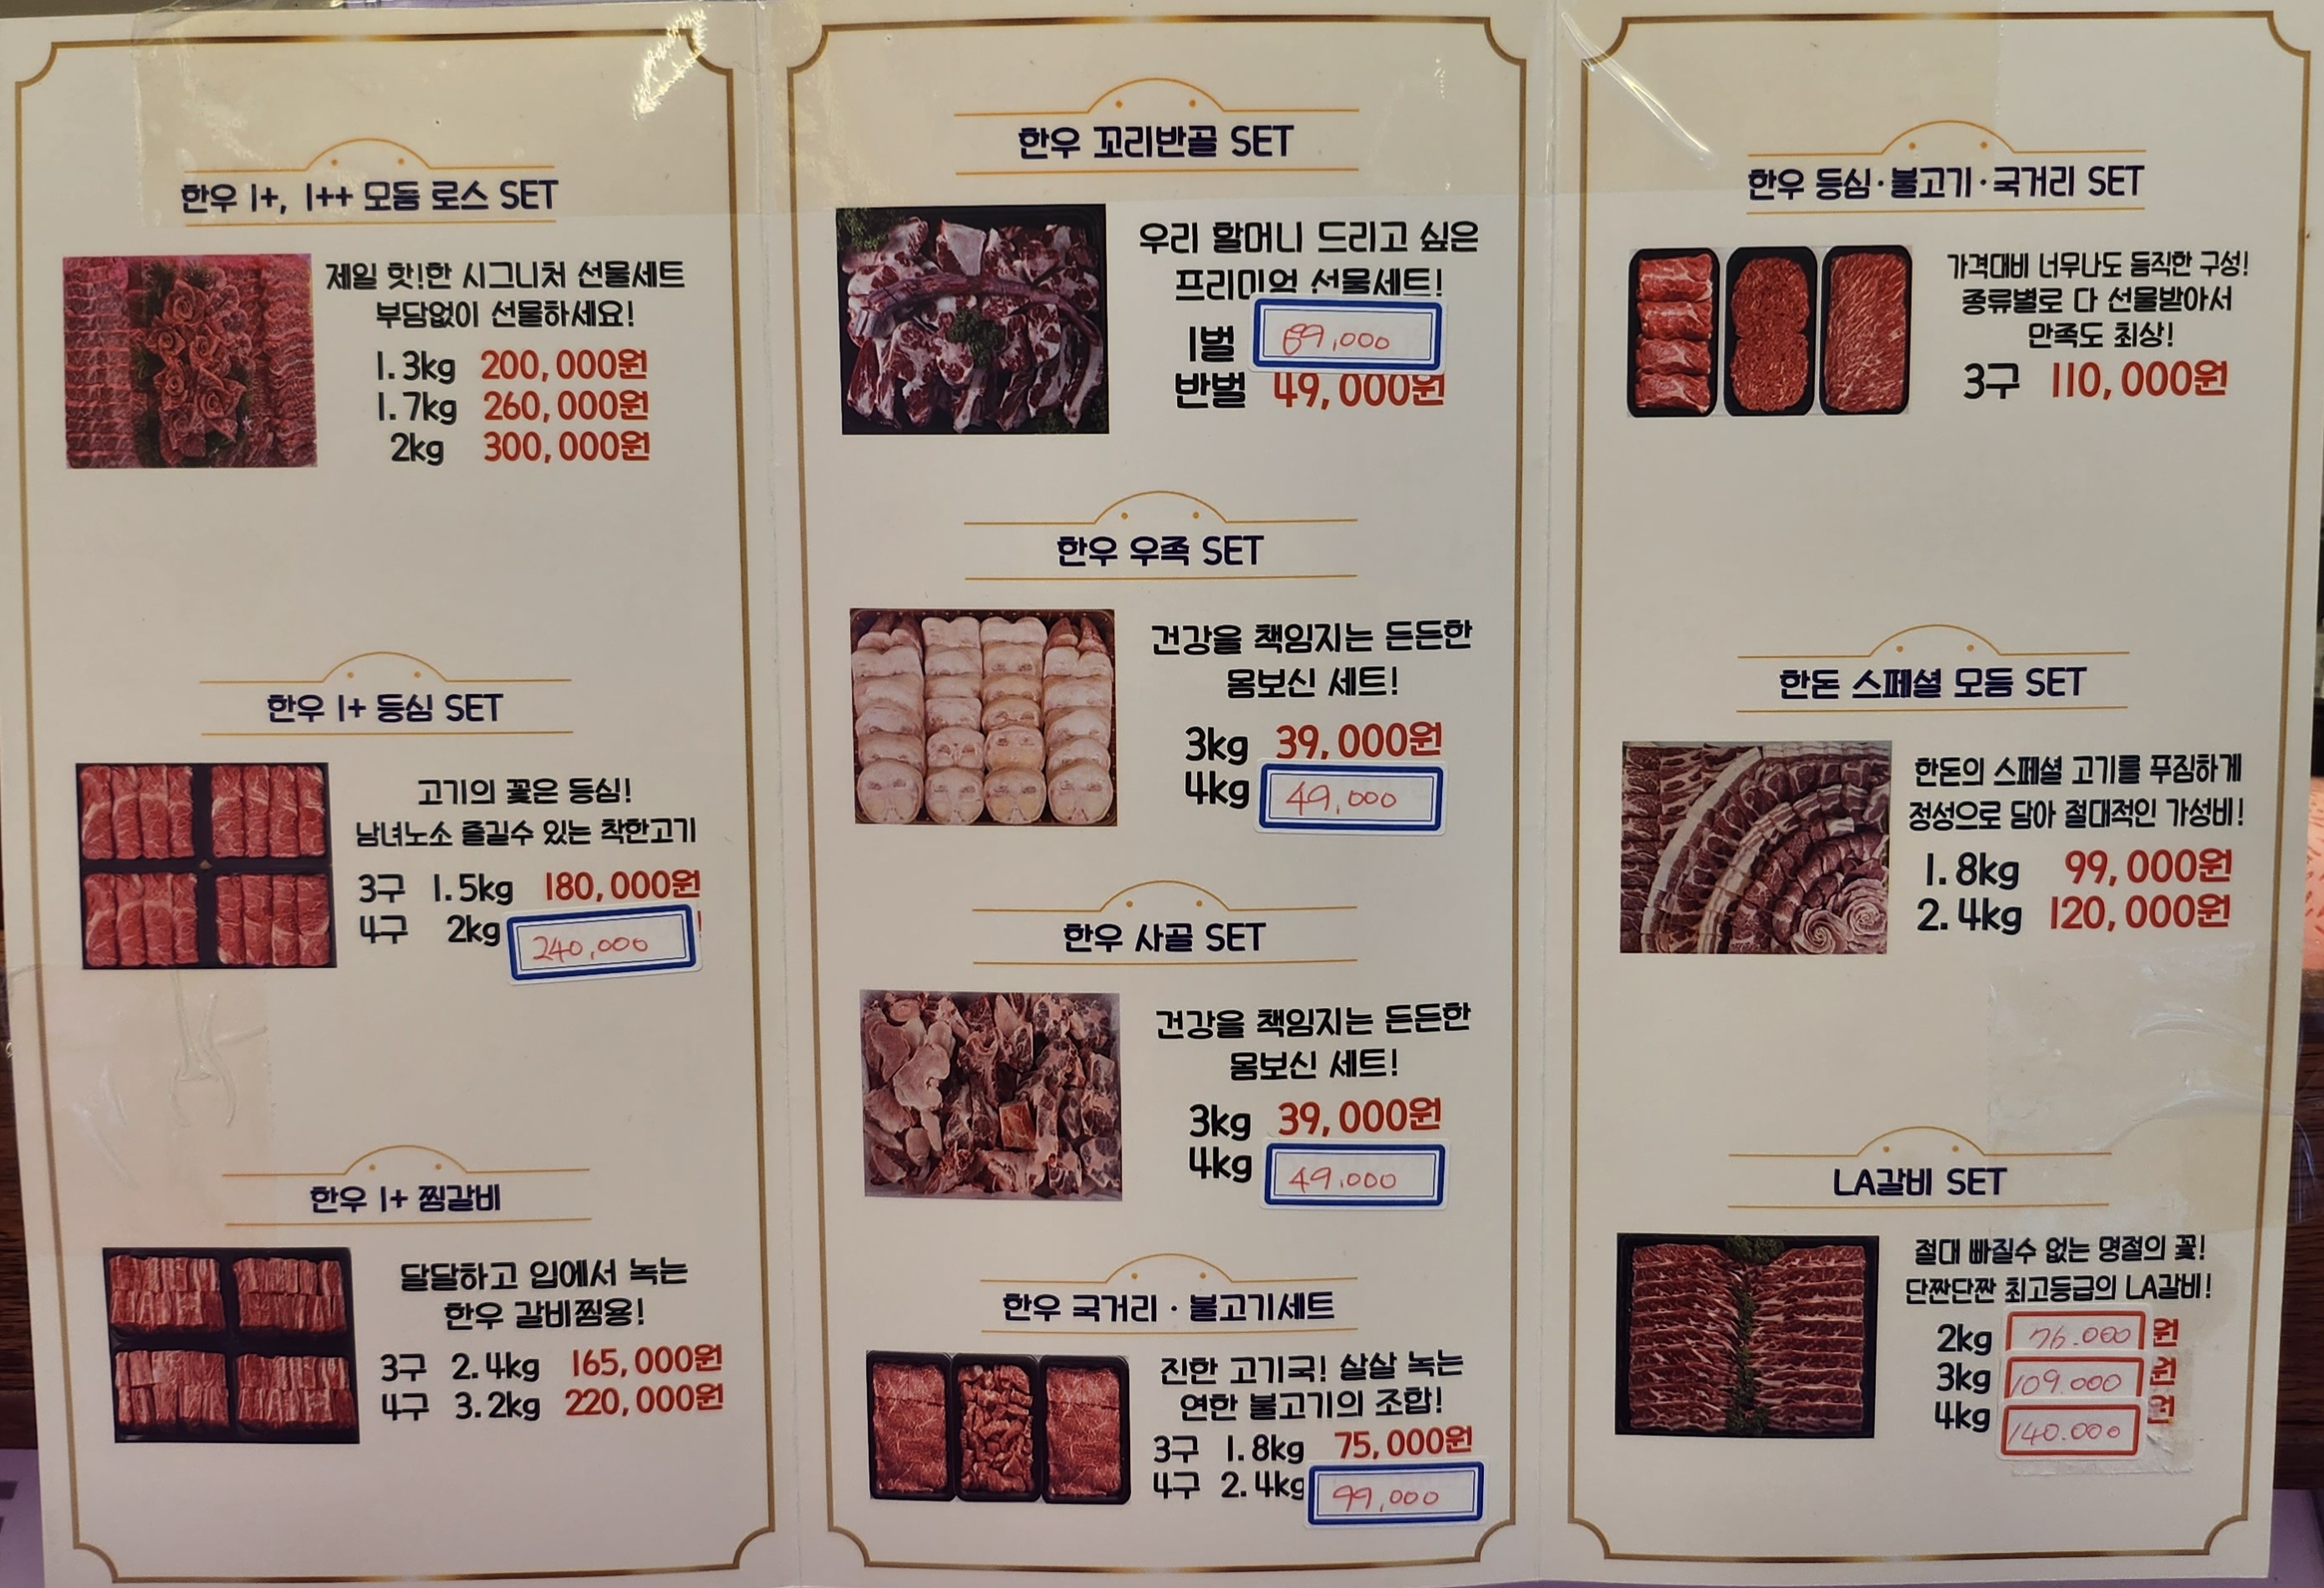 한우 1+, 1++ 모듬 로스 SET
제일 핫!한 시그니처 선물세트
부담없이 선물하세요!
1.3kg 200,000원
1.7kg 260,000원
2kg 300,000원
한우 1+ 등심 SET
고기의 꽃은 등심!
남녀노소 즐길수 있는 착한고기
3구 1.5kg 180,000원
4구 2kg 240,000
한우 1+ 찜갈비
달달하고 입에서 녹는
한우 갈비찜용!
3구 2.4kg 165,000원
4구 3.2kg 220,000원
한우 꼬리반골 SET
우리 할머니 드리고 싶은
프리미엄 선물세트!
1벌 69,000
반벌 49,000원
한우 우족 SET
건강을 책임지는 든든한
몸보신 세트!
3kg 39,000원
4kg 49,000
한우 사골 SET
건강을 책임지는 든든한
몸보신 세트!
3kg 39,000원
4kg 49.000
한우 국거리·불고기세트
진한 고기국! 살살 녹는
연한 불고기의 조합!
3구 1.8kg 75,000원
4구 2.4kg 99,000
한우 등심·불고기·국거리 SET
가격대비 너무나도 듬직한 구성!
종류별로 다 선물받아서
만족도 최상!
3구 110,000원
한돈 스페셜 모듬 SET
한돈의 스페셜 고기를 푸짐하게
정성으로 담아 절대적인 가성비!
1.8kg 99,000원
2.4kg 120,000원
LA갈비 SET
절대 빠질수 없는 명절의 꽃!
단짠단짠 최고등급의 LA갈비!
2kg 76.000원
3kg 109.000원
4kg 140.000원